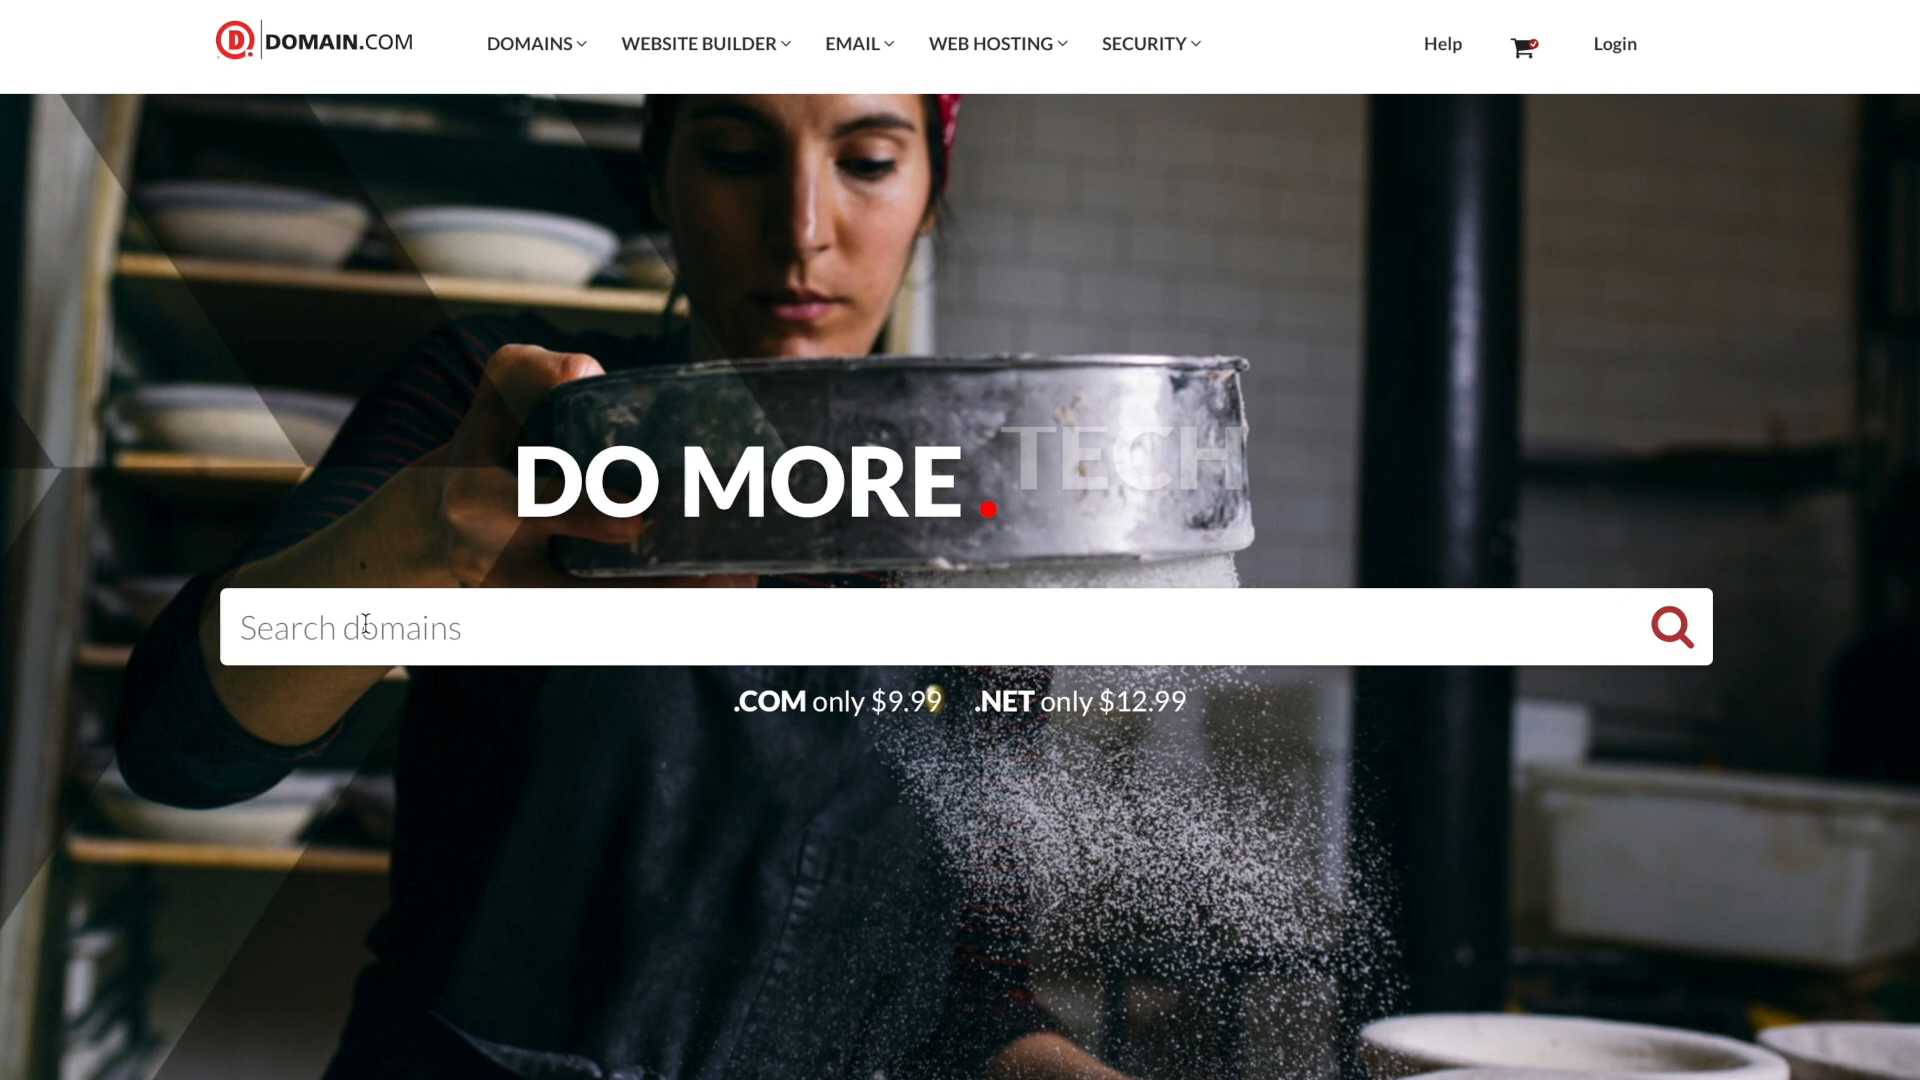 DOMAIN.COM
DOMAINS WEBSITE BUILDER EMAIL WEB HOSTING SECURITY Help Login
DO MORE .TECH
Search domains
.COM only $9.99 .NET only $12.99